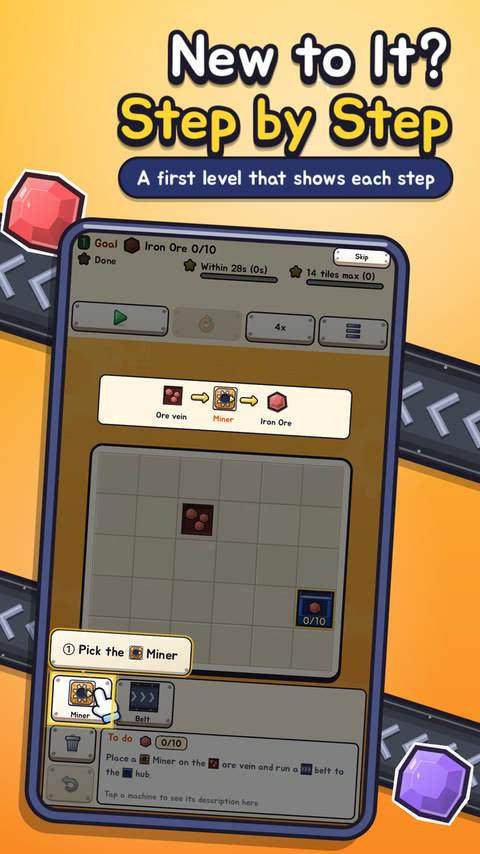 New to It?
Step by Step
A first level that shows each step
1 Goal Iron Ore 0/10
Skip
Done
Within 28s (0s)
14 tiles max (0)
4x
Ore vein
Miner
Iron Ore
0/10
① Pick the Miner
Miner
Belt
To do 0/10
Place a Miner on the ore vein and run a belt to
the hub.
Tap a machine to see its description here